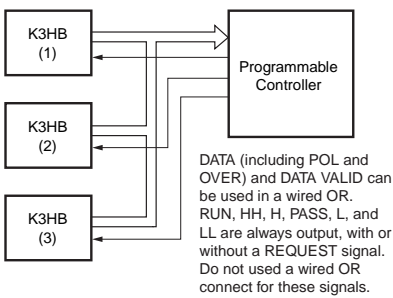 K3HB
(1)
Programmable
Controller
K3HB
(2)
K3HB
(3)
DATA (including POL and
OVER) and DATA VALID can
be used in a wired OR.
RUN, HH, H, PASS, L, and
LL are always output, with or
without a REQUEST signal.
Do not used a wired OR
connect for these signals.